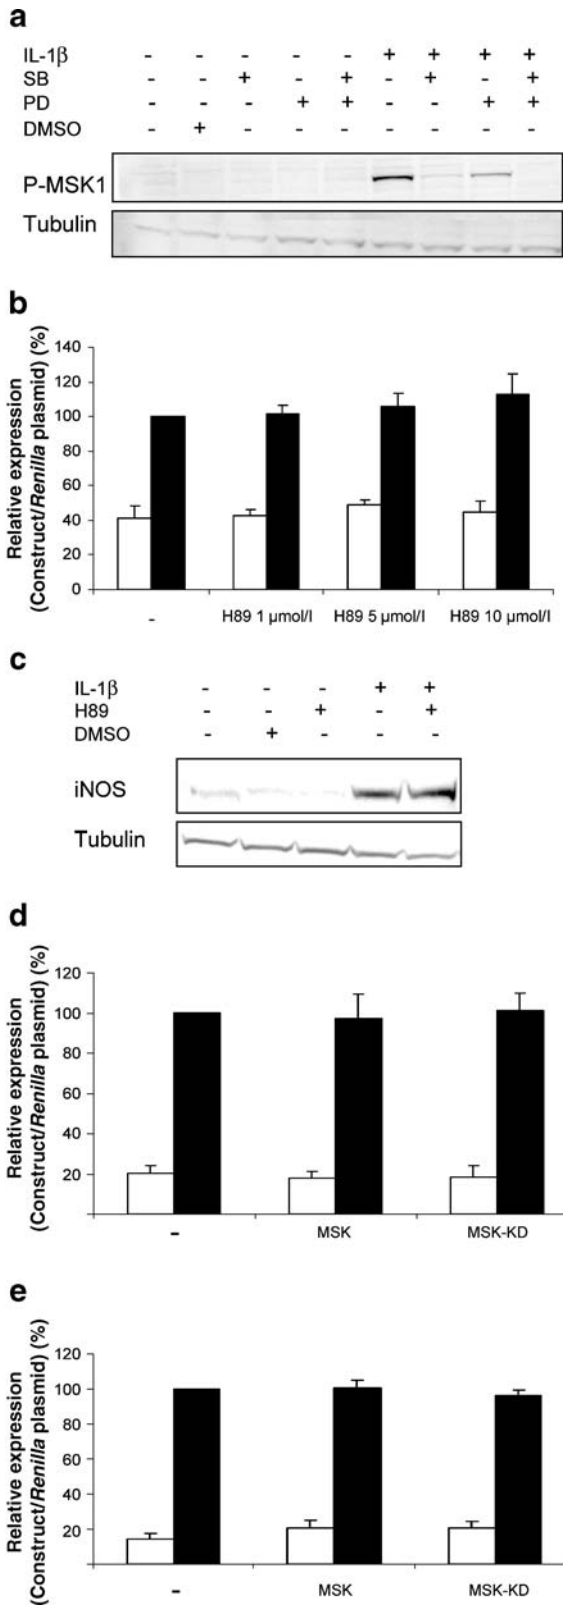 a
IL-1β - - - - - + + + +
SB - - + - + - + - +
PD - - - + + - - + +
DMSO - + - - - - - - -
P-MSK1
Tubulin
b
Relative expression
(Construct/Renilla plasmid) (%)
140
120
100
80
60
40
20
0
- H89 1 µmol/l H89 5 µmol/l H89 10 µmol/l
c
IL-1β - - - + +
H89 - - + - +
DMSO - + - - -
iNOS
Tubulin
d
Relative expression
(Construct/Renilla plasmid) (%)
120
100
80
60
40
20
- MSK MSK-KD
e
Relative expression
(Construct/Renilla plasmid) (%)
120
100
80
60
40
20
- MSK MSK-KD